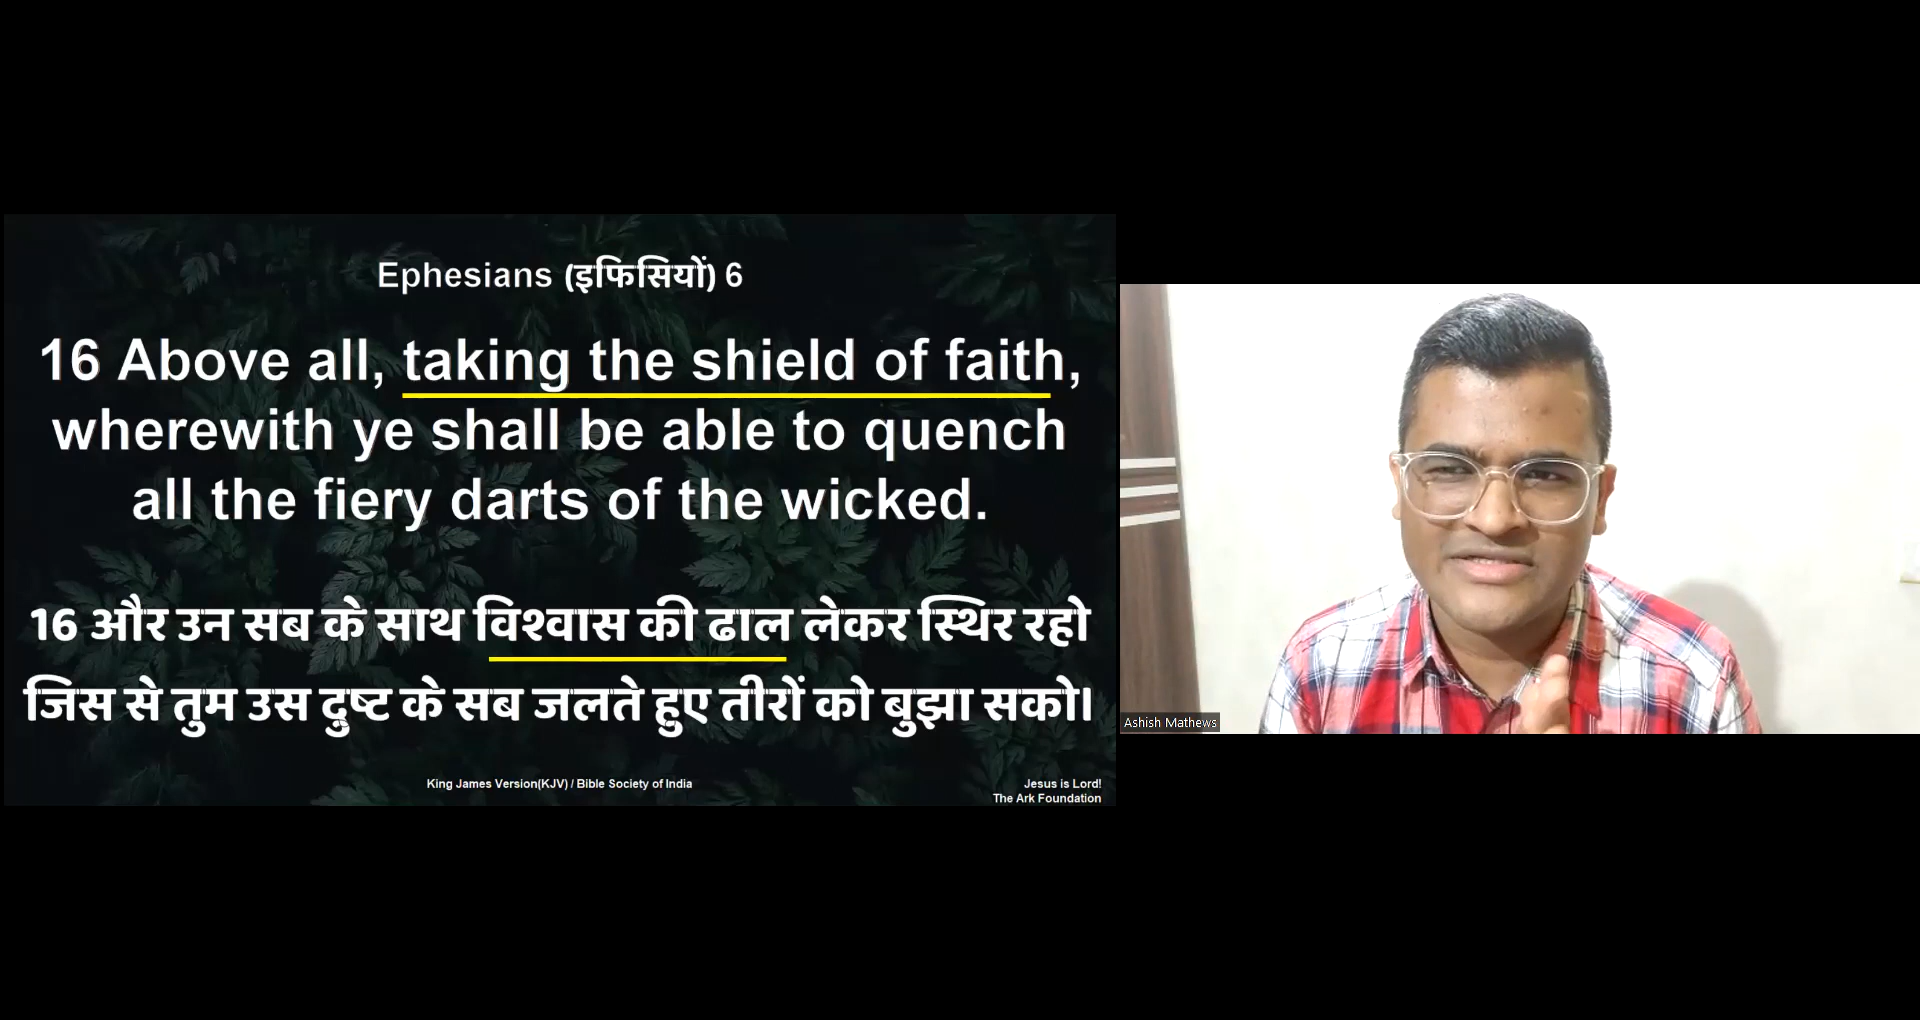 Ephesians (इफिसियों) 6
16 Above all, taking the shield of faith,
wherewith ye shall be able to quench
all the fiery darts of the wicked.
16 और उन सब के साथ विश्वास की ढाल लेकर स्थिर रहो
जिस से तुम उस दुष्ट के सब जलते हुए तीरों को बुझा सको।
King James Version(KJV) / Bible Society of India
Jesus is Lord!
The Ark Foundation
Ashish Mathews